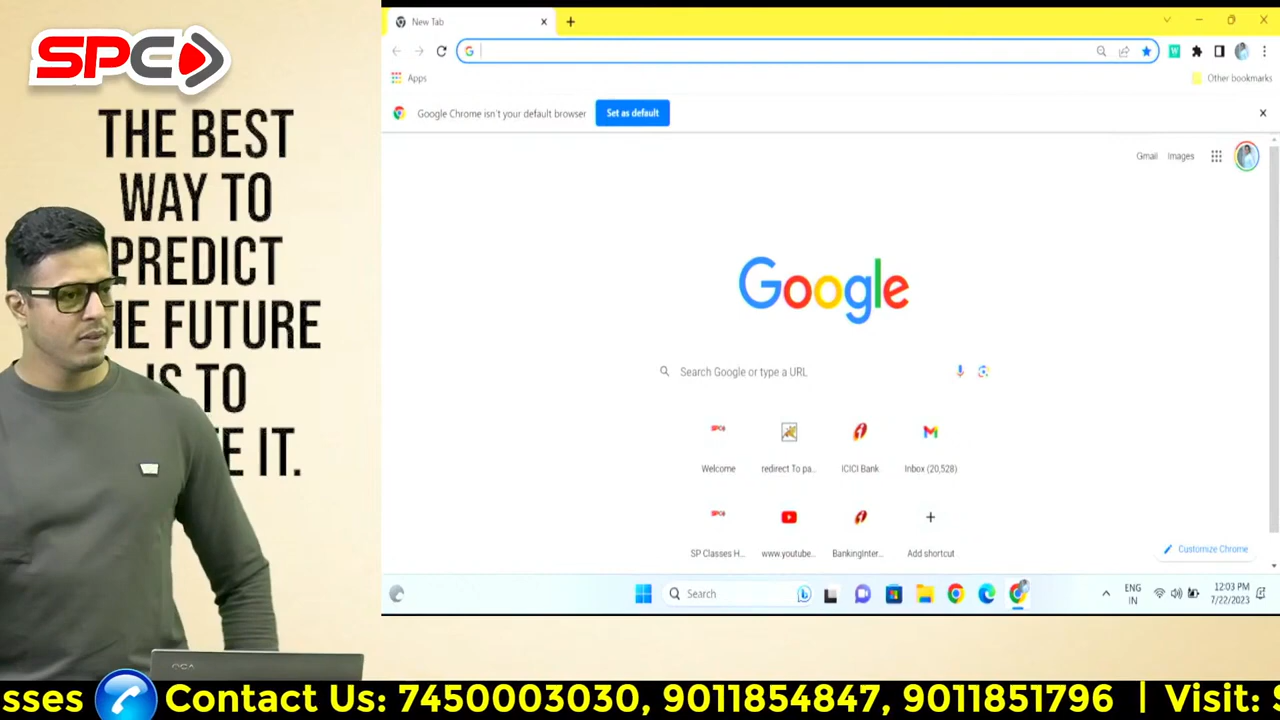 SPC
THE BEST
WAY TO
PREDICT
HE FUTURE
IS TO
E IT.
New Tab
Apps
Other bookmarks
Google Chrome isn't your default browser
Set as default
Gmail Images
Google
Search Google or type a URL
Welcome
redirect To pa...
ICICI Bank
Inbox (20,528)
SP Classes H...
www.youtube...
BankingInter...
Add shortcut
Customize Chrome
Search
ENG
IN
12:03 PM
7/22/2023
sses Contact Us: 7450003030, 9011854847, 9011851796 | Visit: S